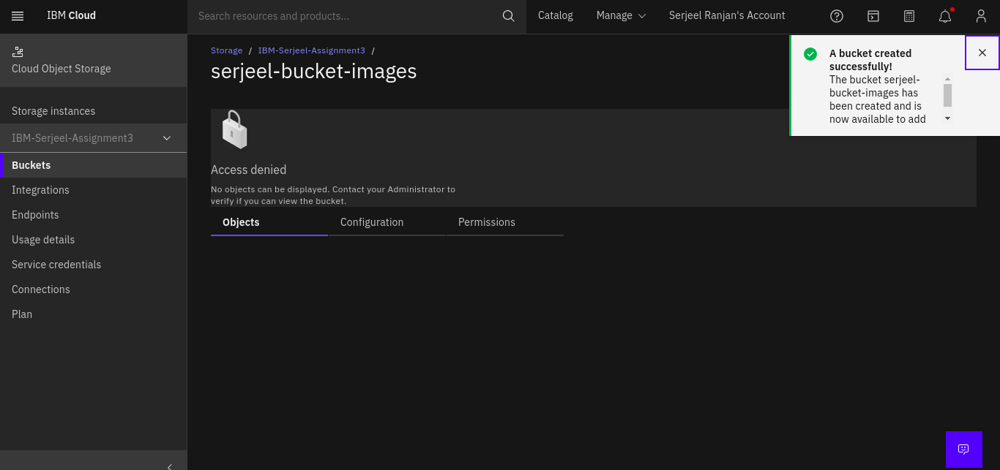 IBM Cloud
Search resources and products...
Catalog
Manage
Serjeel Ranjan's Account
Cloud Object Storage
Storage instances
IBM-Serjeel-Assignment3
Buckets
Integrations
Endpoints
Usage details
Service credentials
Connections
Plan
Storage / IBM-Serjeel-Assignment3 /
serjeel-bucket-images
Access denied
No objects can be displayed. Contact your Administrator to
verify if you can view the bucket.
Objects
Configuration
Permissions
A bucket created
successfully!
The bucket serjeel-
bucket-images has
been created and is
now available to add